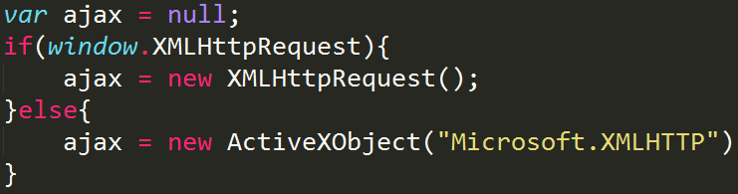 var ajax = null;
if(window.XMLHttpRequest){
    ajax = new XMLHttpRequest();
}else{
    ajax = new ActiveXObject("Microsoft.XMLHTTP")
}